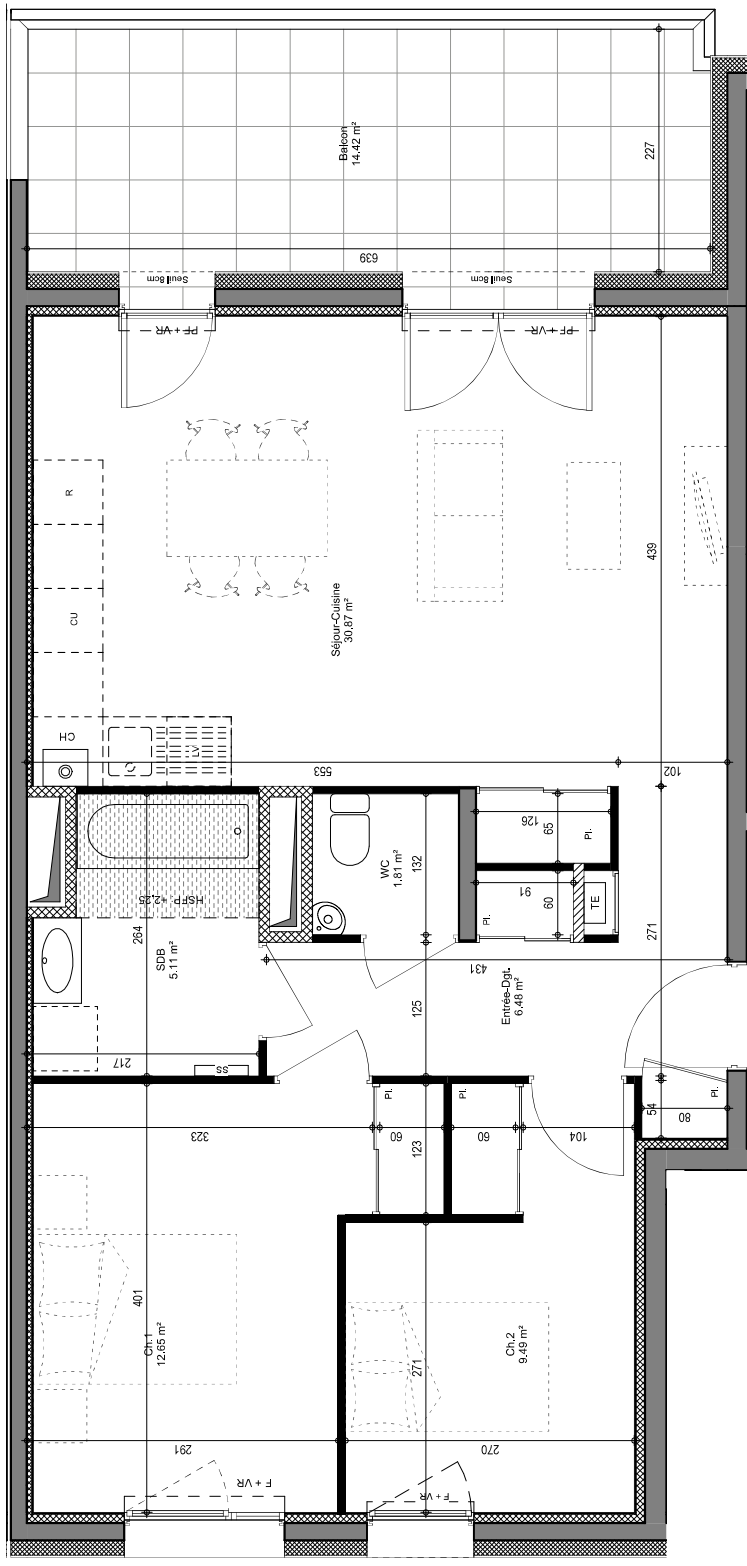 Balcon
14.42 m²
227
639
Seuil 8cm
Seuil 8cm
PF + VR
PF + VR
R
CU
CH
LV
Séjour-Cuisine
30.87 m²
439
553
102
HSFP: +2,25
264
SDB
5.11 m²
217
SS
WC
1.81 m²
132
126
65
Pl.
91
60
Pl.
TE
271
431
125
Entrée-Dgt.
6.48 m²
54
80
Pl.
323
60
Pl.
123
60
Pl.
104
401
Ch.1
12.65 m²
271
Ch.2
9.49 m²
291
270
F + VR
F + VR